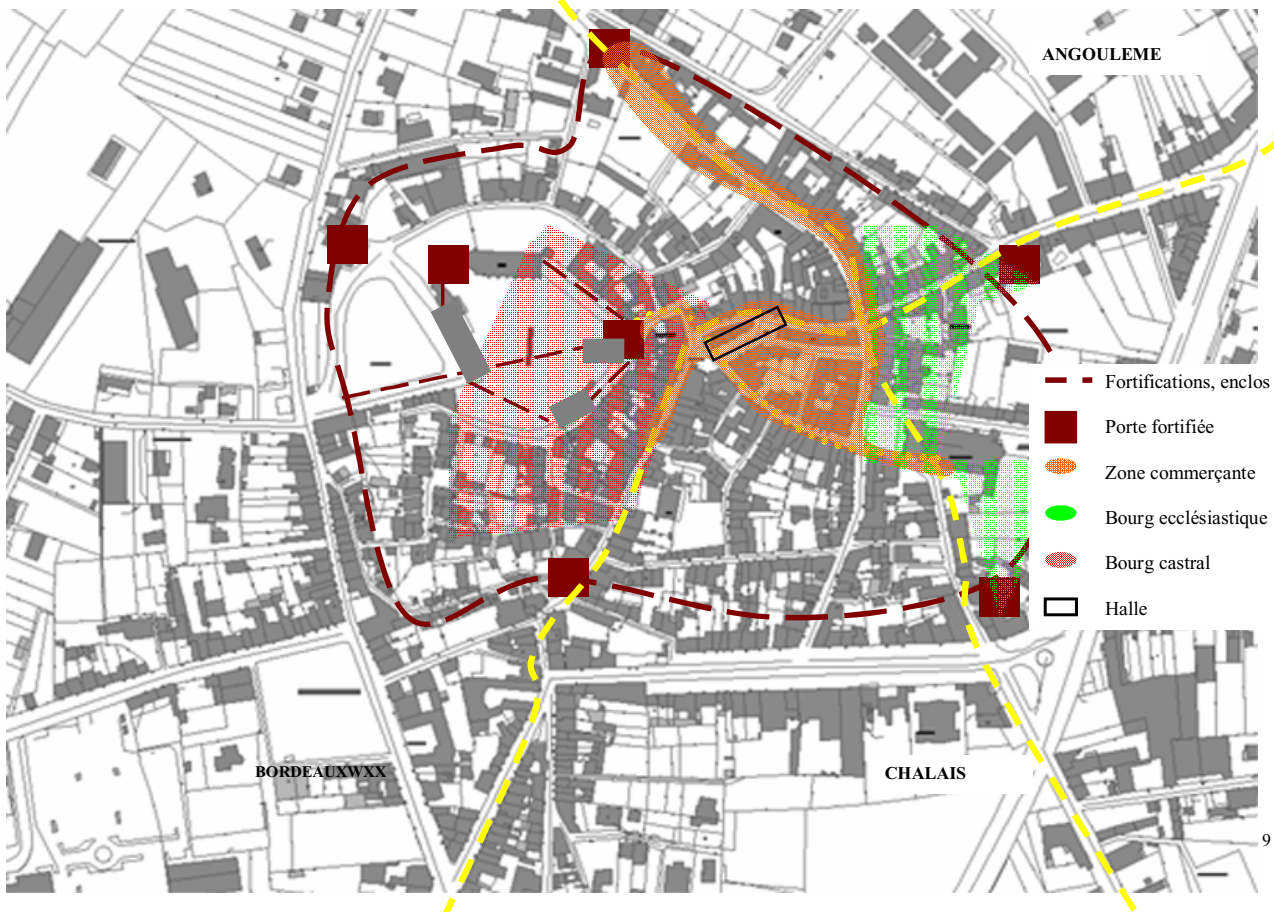 ANGOULEME
Fortifications, enclos
Porte fortifiée
Zone commerçante
Bourg ecclésiastique
Bourg castral
Halle
BORDEAUXWXX
CHALAIS
9